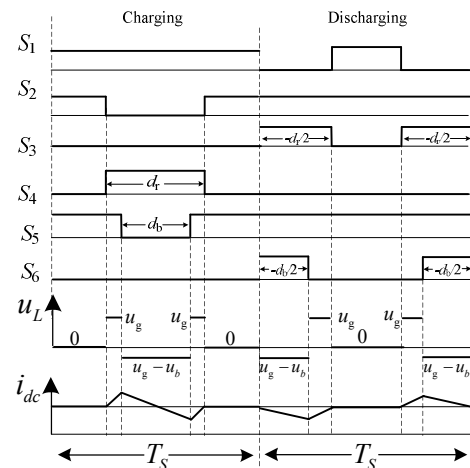 Charging Discharging
S1
S2
S3 -dr/2 -dr/2
S4 dr
S5 db
S6 -db/2 -db/2
uL ug ug ug ug
0 0 0
ug − ub ug − ub ug − ub
idc
TS TS